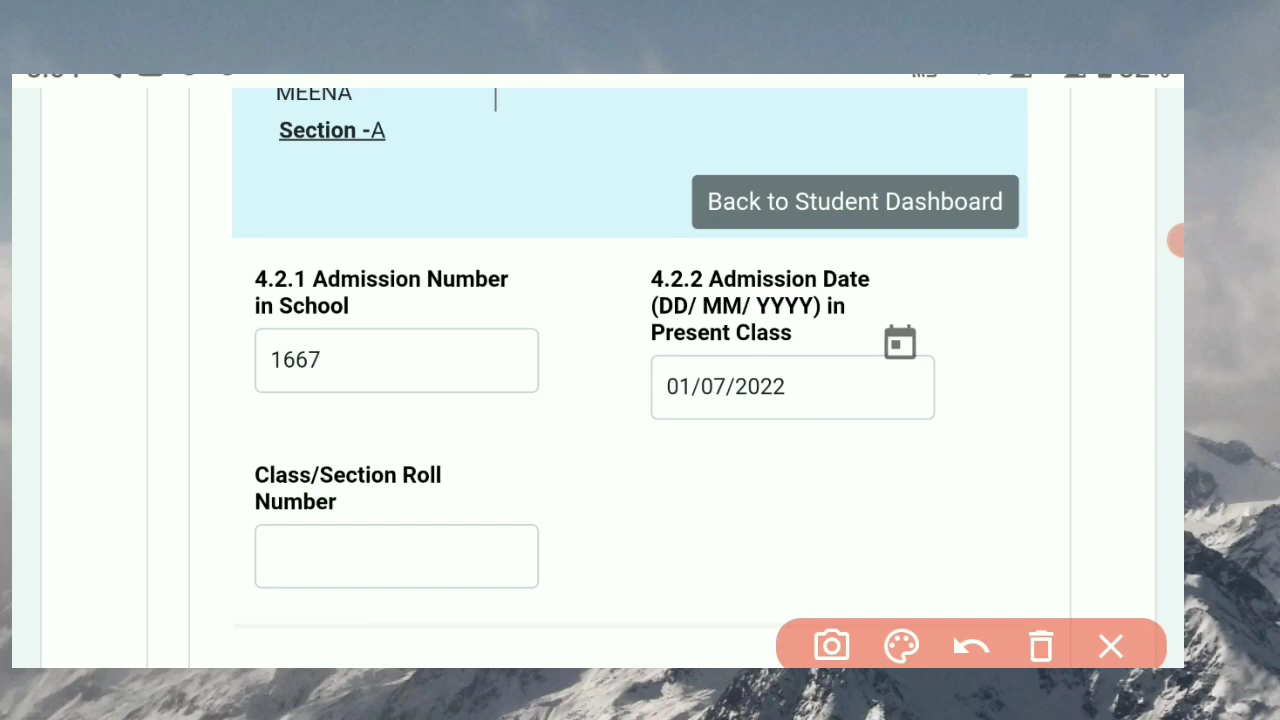 MEENA
Section -A
Back to Student Dashboard
4.2.1 Admission Number
in School
4.2.2 Admission Date
(DD/ MM/ YYYY) in
Present Class
1667
01/07/2022
Class/Section Roll
Number